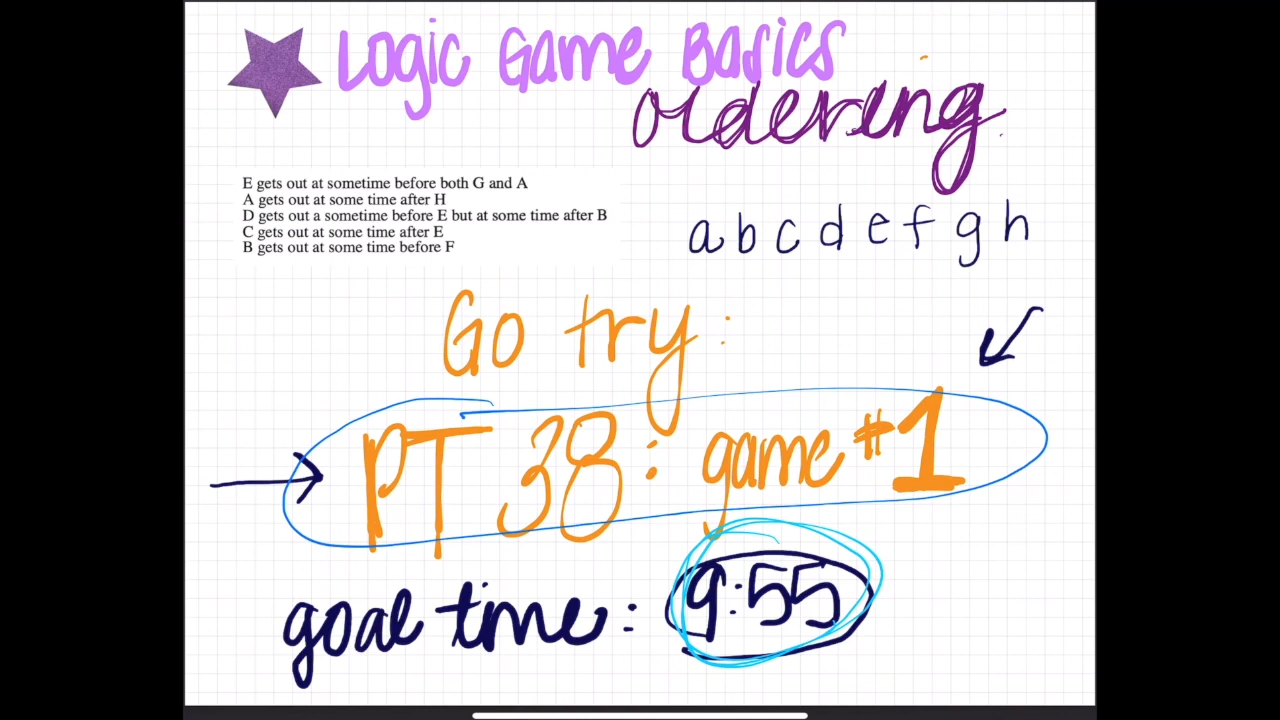 Logic Game Basics
ordering
E gets out at sometime before both G and A
A gets out at some time after H
D gets out a sometime before E but at some time after B
C gets out at some time after E
B gets out at some time before F
a b c d e f g h
Go try:
PT 38: game #1
goal time: 9:55